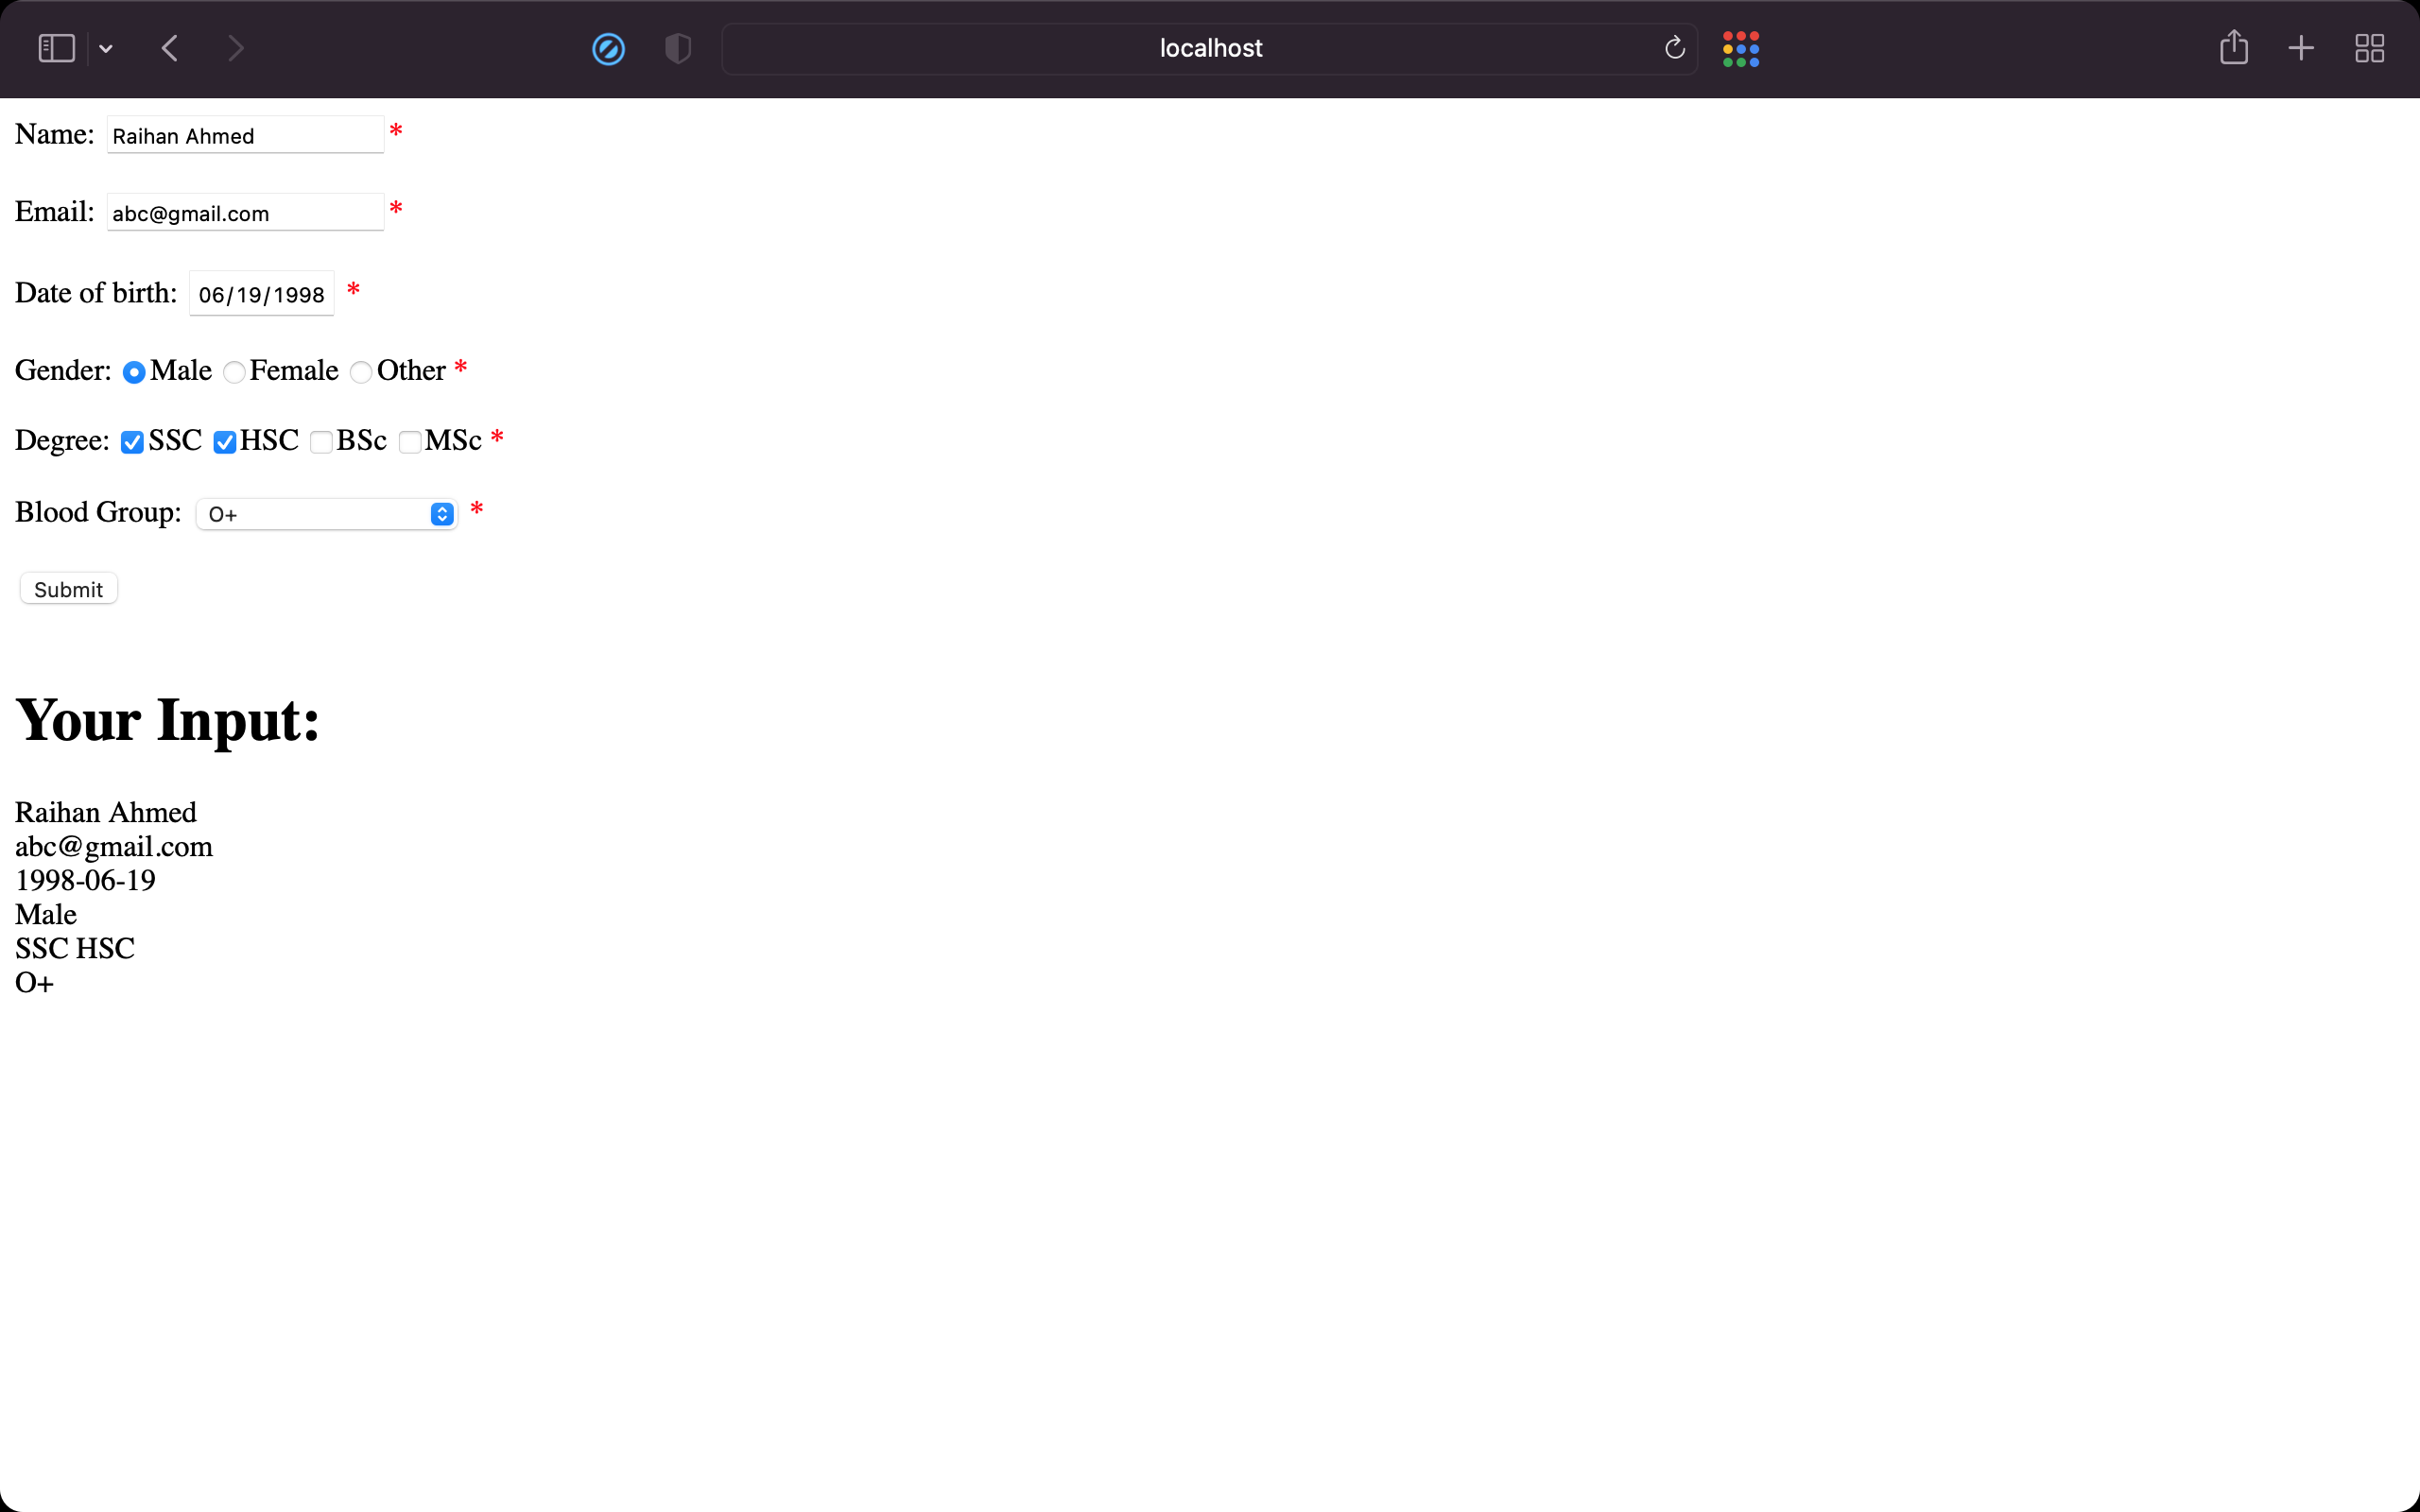 localhost
Name: Raihan Ahmed *
Email: abc@gmail.com *
Date of birth: 06/19/1998 *
Gender: Male Female Other *
Degree: SSC HSC BSc MSc *
Blood Group: O+ *
Submit
Your Input:
Raihan Ahmed
abc@gmail.com
1998-06-19
Male
SSC HSC
O+